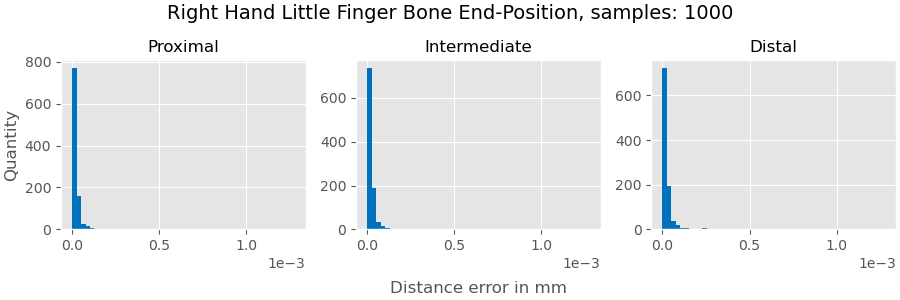 Right Hand Little Finger Bone End-Position, samples: 1000
Proximal
Intermediate
Distal
Quantity
800
600
400
200
0
0.0 0.5 1.0
1e−3
600
400
200
0
0.0 0.5 1.0
1e−3
600
400
200
0
0.0 0.5 1.0
1e−3
Distance error in mm